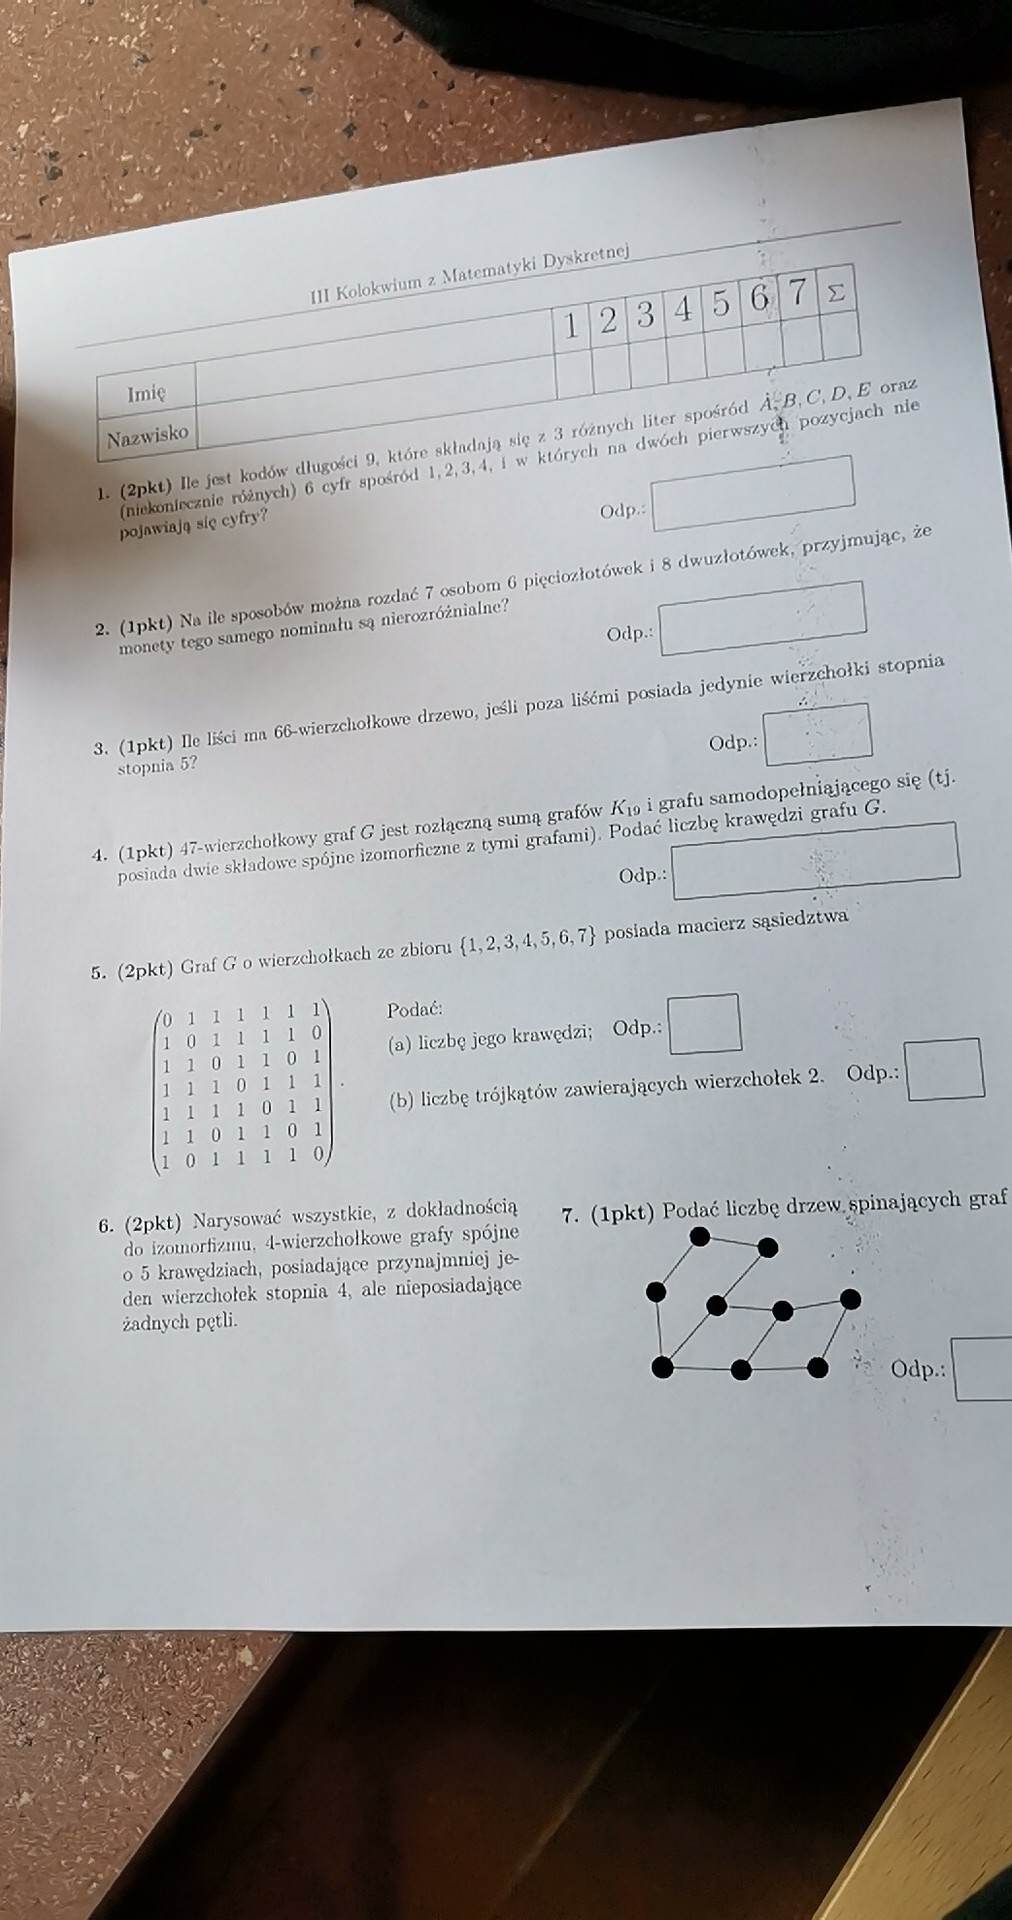 III Kolokwium z Matematyki Dyskretnej
1 2 3 4 5 6 7 Σ
Imię
Nazwisko
1. (2pkt) Ile jest kodów długości 9, które składają się z 3 różnych liter spośród A, B, C, D, E oraz
(niekoniecznie różnych) 6 cyfr spośród 1, 2, 3, 4, i w których na dwóch pierwszych pozycjach nie
pojawiają się cyfry?
Odp.:
2. (1pkt) Na ile sposobów można rozdać 7 osobom 6 pięciozłotówek i 8 dwuzłotówek, przyjmując, że
monety tego samego nominału są nierozróżnialne?
Odp.:
3. (1pkt) Ile liści ma 66-wierzchołkowe drzewo, jeśli poza liśćmi posiada jedynie wierzchołki stopnia
stopnia 5?
Odp.:
4. (1pkt) 47-wierzchołkowy graf G jest rozłączną sumą grafów K19 i grafu samodopełniąjącego się (tj.
posiada dwie składowe spójne izomorficzne z tymi grafami). Podać liczbę krawędzi grafu G.
Odp.:
5. (2pkt) Graf G o wierzchołkach ze zbioru {1, 2, 3, 4, 5, 6, 7} posiada macierz sąsiedztwa
0 1 1 1 1 1 1
1 0 1 1 1 1 0
1 1 0 1 1 0 1
1 1 1 0 1 1 1
1 1 1 1 0 1 1
1 1 0 1 1 0 1
1 0 1 1 1 1 0
.
Podać:
(a) liczbę jego krawędzi; Odp.:
(b) liczbę trójkątów zawierających wierzchołek 2. Odp.:
6. (2pkt) Narysować wszystkie, z dokładnością
do izomorfizmu, 4-wierzchołkowe grafy spójne
o 5 krawędziach, posiadające przynajmniej je-
den wierzchołek stopnia 4, ale nieposiadające
żadnych pętli.
7. (1pkt) Podać liczbę drzew spinających graf
Odp.: